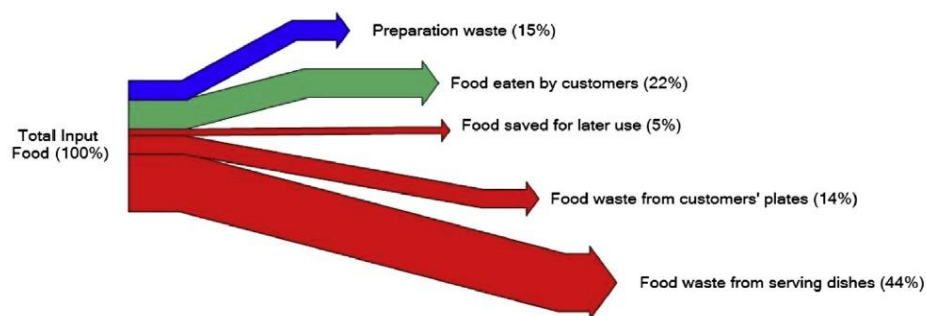 Preparation waste (15%)
Food eaten by customers (22%)
Food saved for later use (5%)
Total Input
Food (100%)
Food waste from customers' plates (14%)
Food waste from serving dishes (44%)